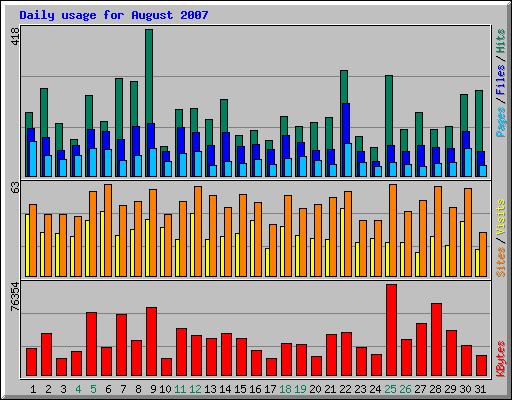 Daily usage for August 2007
418
Pages / Files / Hits
63
Sites / Visits
76354
KBytes
1 2 3 4 5 6 7 8 9 10 11 12 13 14 15 16 17 18 19 20 21 22 23 24 25 26 27 28 29 30 31